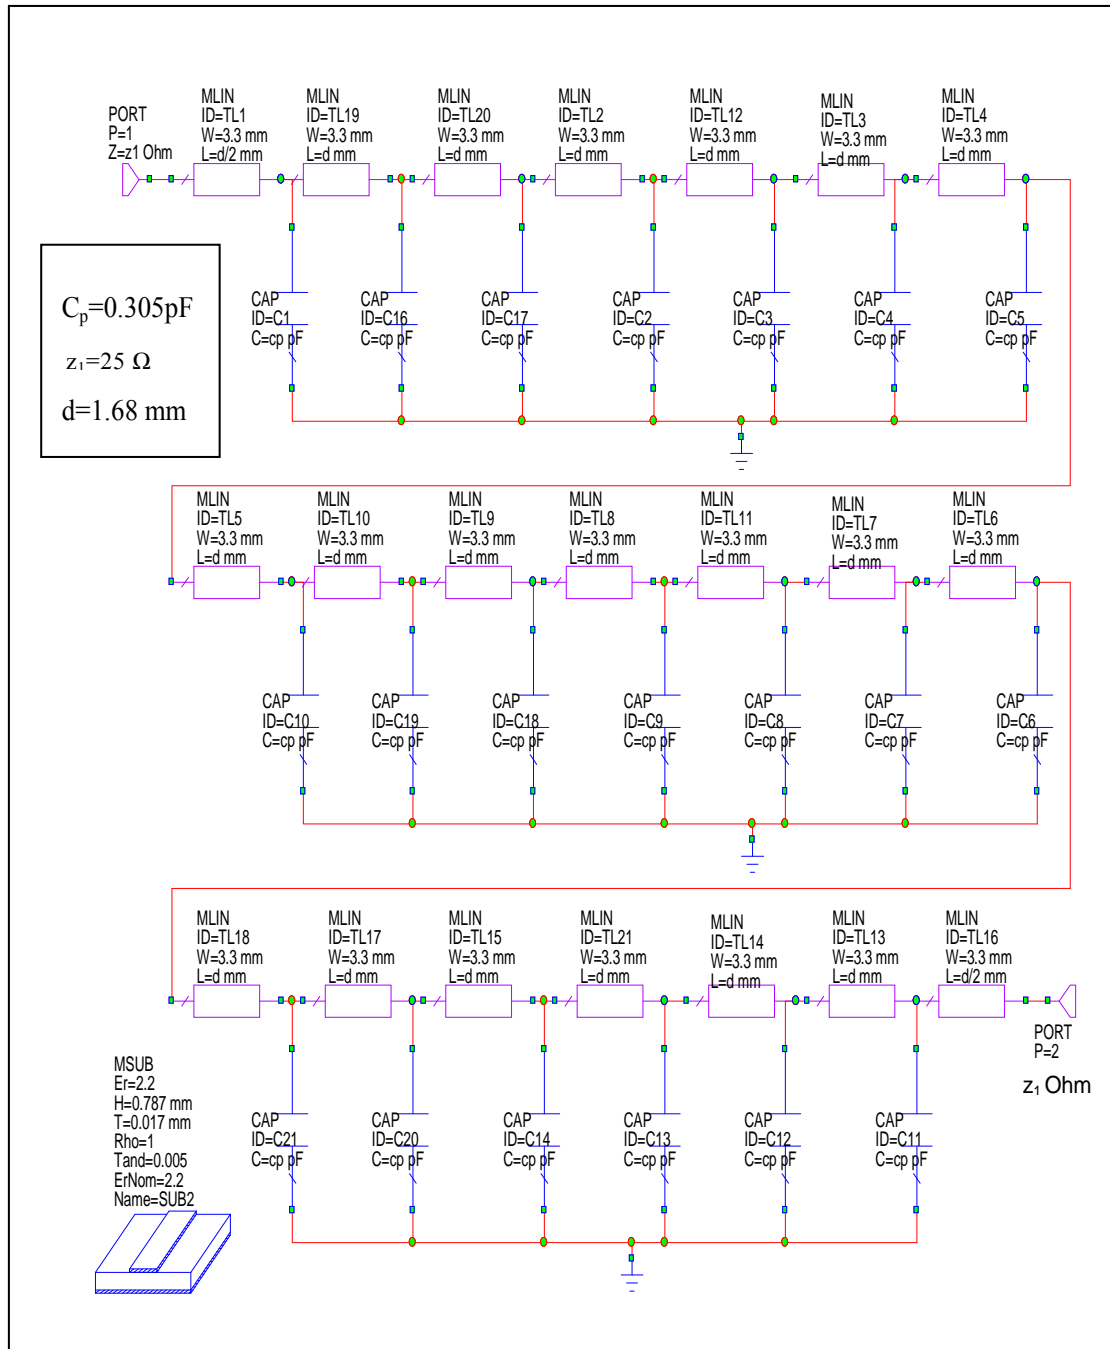 PORT
P=1
Z=z1 Ohm
MLIN
ID=TL1
W=3.3 mm
L=d/2 mm
MLIN
ID=TL19
W=3.3 mm
L=d mm
MLIN
ID=TL20
W=3.3 mm
L=d mm
MLIN
ID=TL2
W=3.3 mm
L=d mm
MLIN
ID=TL12
W=3.3 mm
L=d mm
MLIN
ID=TL3
W=3.3 mm
L=d mm
MLIN
ID=TL4
W=3.3 mm
L=d mm
Cp=0.305pF
z₁=25 Ω
d=1.68 mm
CAP
ID=C1
C=cp pF
CAP
ID=C16
C=cp pF
CAP
ID=C17
C=cp pF
CAP
ID=C2
C=cp pF
CAP
ID=C3
C=cp pF
CAP
ID=C4
C=cp pF
CAP
ID=C5
C=cp pF
MLIN
ID=TL5
W=3.3 mm
L=d mm
MLIN
ID=TL10
W=3.3 mm
L=d mm
MLIN
ID=TL9
W=3.3 mm
L=d mm
MLIN
ID=TL8
W=3.3 mm
L=d mm
MLIN
ID=TL11
W=3.3 mm
L=d mm
MLIN
ID=TL7
W=3.3 mm
L=d mm
MLIN
ID=TL6
W=3.3 mm
L=d mm
CAP
ID=C10
C=cp pF
CAP
ID=C19
C=cp pF
CAP
ID=C18
C=cp pF
CAP
ID=C9
C=cp pF
CAP
ID=C8
C=cp pF
CAP
ID=C7
C=cp pF
CAP
ID=C6
C=cp pF
MLIN
ID=TL18
W=3.3 mm
L=d mm
MLIN
ID=TL17
W=3.3 mm
L=d mm
MLIN
ID=TL15
W=3.3 mm
L=d mm
MLIN
ID=TL21
W=3.3 mm
L=d mm
MLIN
ID=TL14
W=3.3 mm
L=d mm
MLIN
ID=TL13
W=3.3 mm
L=d mm
MLIN
ID=TL16
W=3.3 mm
L=d/2 mm
PORT
P=2
z₁ Ohm
MSUB
Er=2.2
H=0.787 mm
T=0.017 mm
Rho=1
Tand=0.005
ErNom=2.2
Name=SUB2
CAP
ID=C21
C=cp pF
CAP
ID=C20
C=cp pF
CAP
ID=C14
C=cp pF
CAP
ID=C13
C=cp pF
CAP
ID=C12
C=cp pF
CAP
ID=C11
C=cp pF